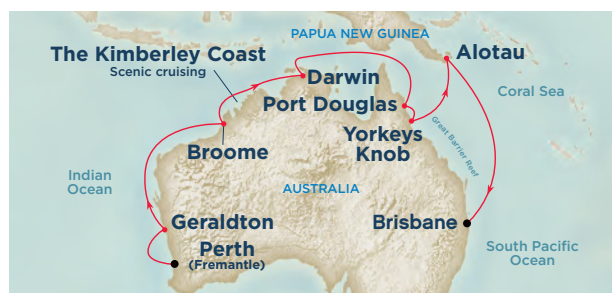 PAPUA NEW GUINEA
Alotau
The Kimberley Coast
Scenic cruising
Darwin
Coral Sea
Port Douglas
Yorkeys
Knob
Great Barrier Reef
Broome
Indian
Ocean
AUSTRALIA
Geraldton
Brisbane
Perth
(Fremantle)
South Pacific
Ocean